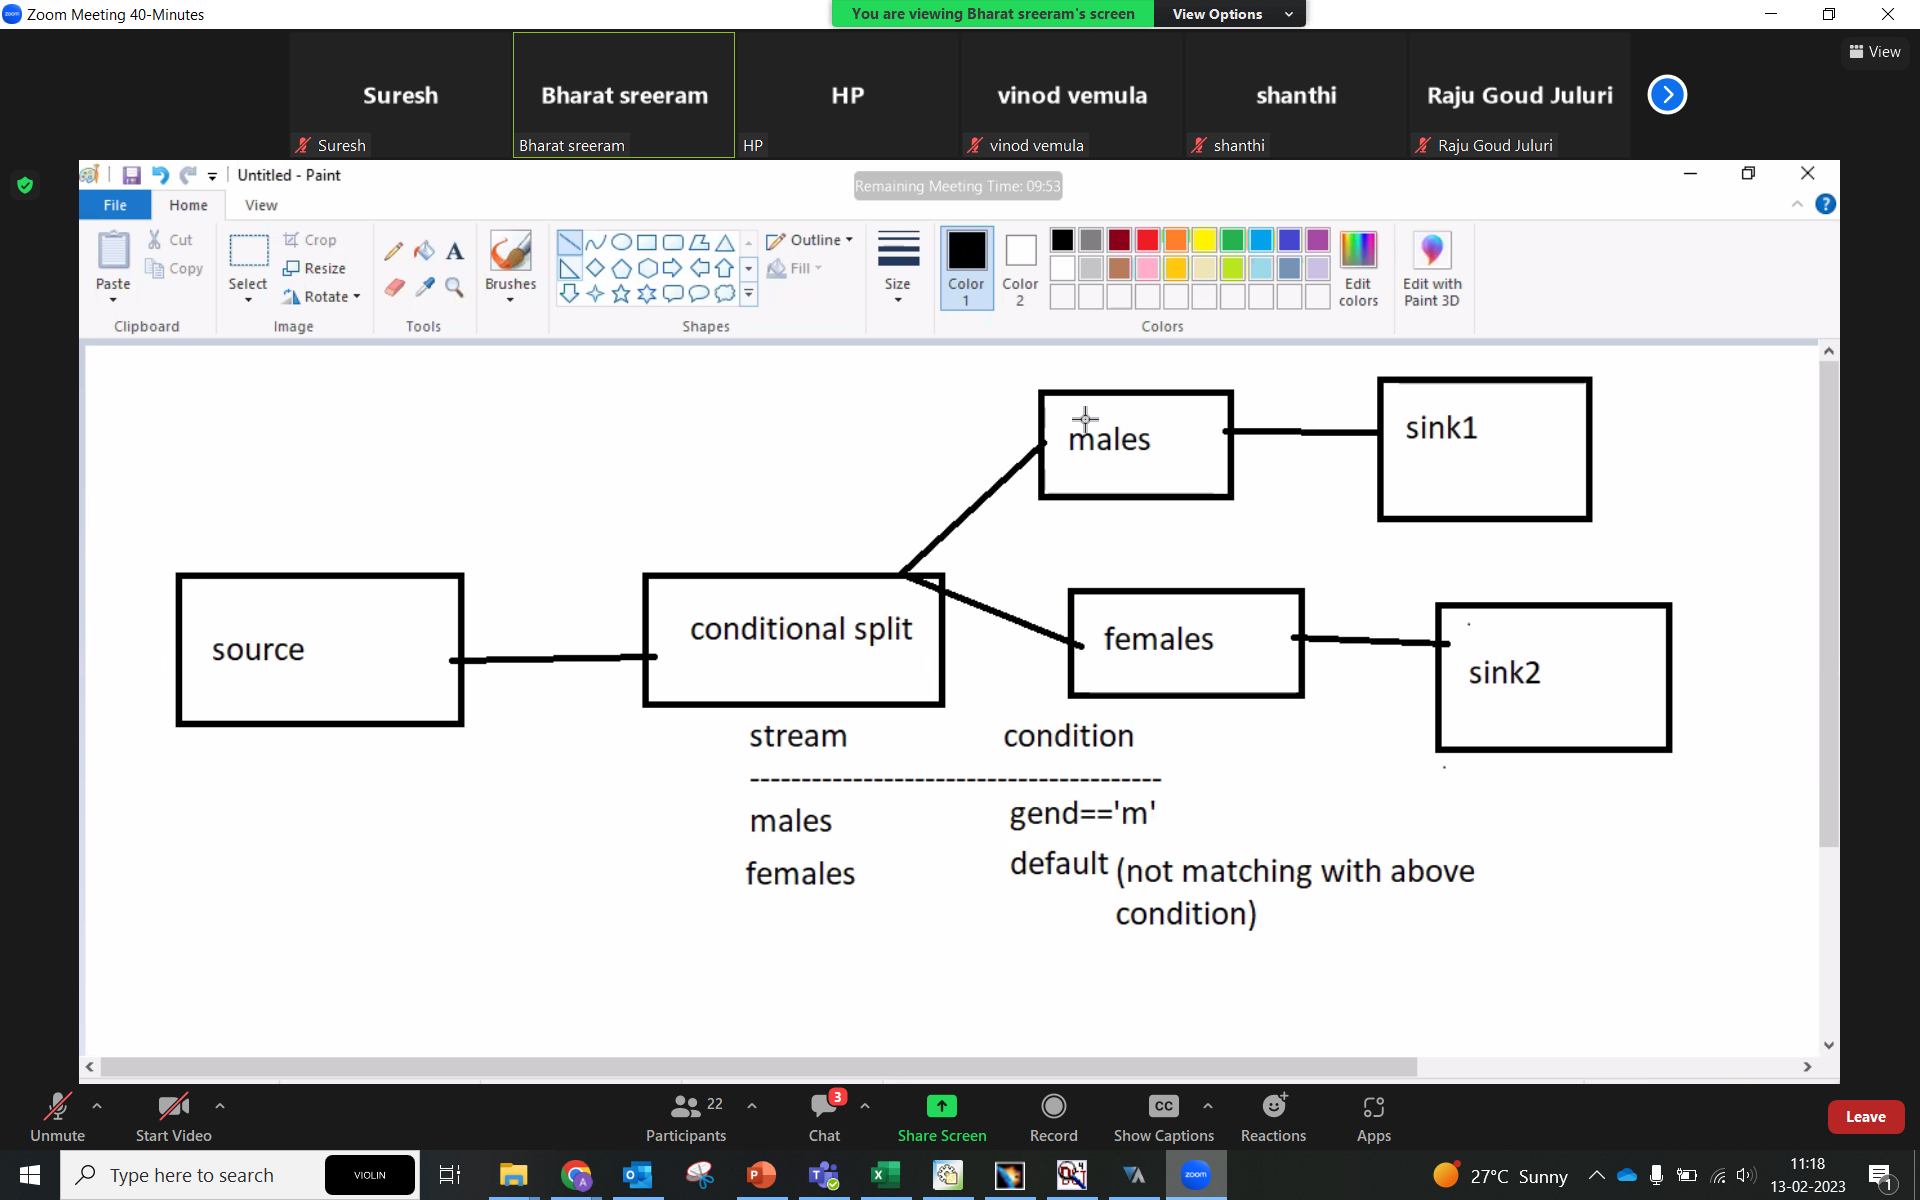 Zoom Meeting 40-Minutes
You are viewing Bharat sreeram's screen
View Options
View
Suresh
Bharat sreeram
HP
vinod vemula
shanthi
Raju Goud Juluri
Suresh
Bharat sreeram
HP
vinod vemula
shanthi
Raju Goud Juluri
Untitled - Paint
Remaining Meeting Time: 09:53
File
Home
View
Paste
Cut
Copy
Clipboard
Select
Crop
Resize
Rotate
Image
A
Tools
Brushes
Outline
Fill
Shapes
Size
Color
1
Color
2
Edit
colors
Colors
Edit with
Paint 3D
males
sink1
source
conditional split
females
sink2
stream condition
---------------------------------------
males gend=='m'
females default (not matching with above
condition)
Unmute
Start Video
22
Participants
3
Chat
Share Screen
Record
CC
Show Captions
Reactions
Apps
Leave
Type here to search
VIOLIN
zoom
27°C Sunny
11:18
13-02-2023
1